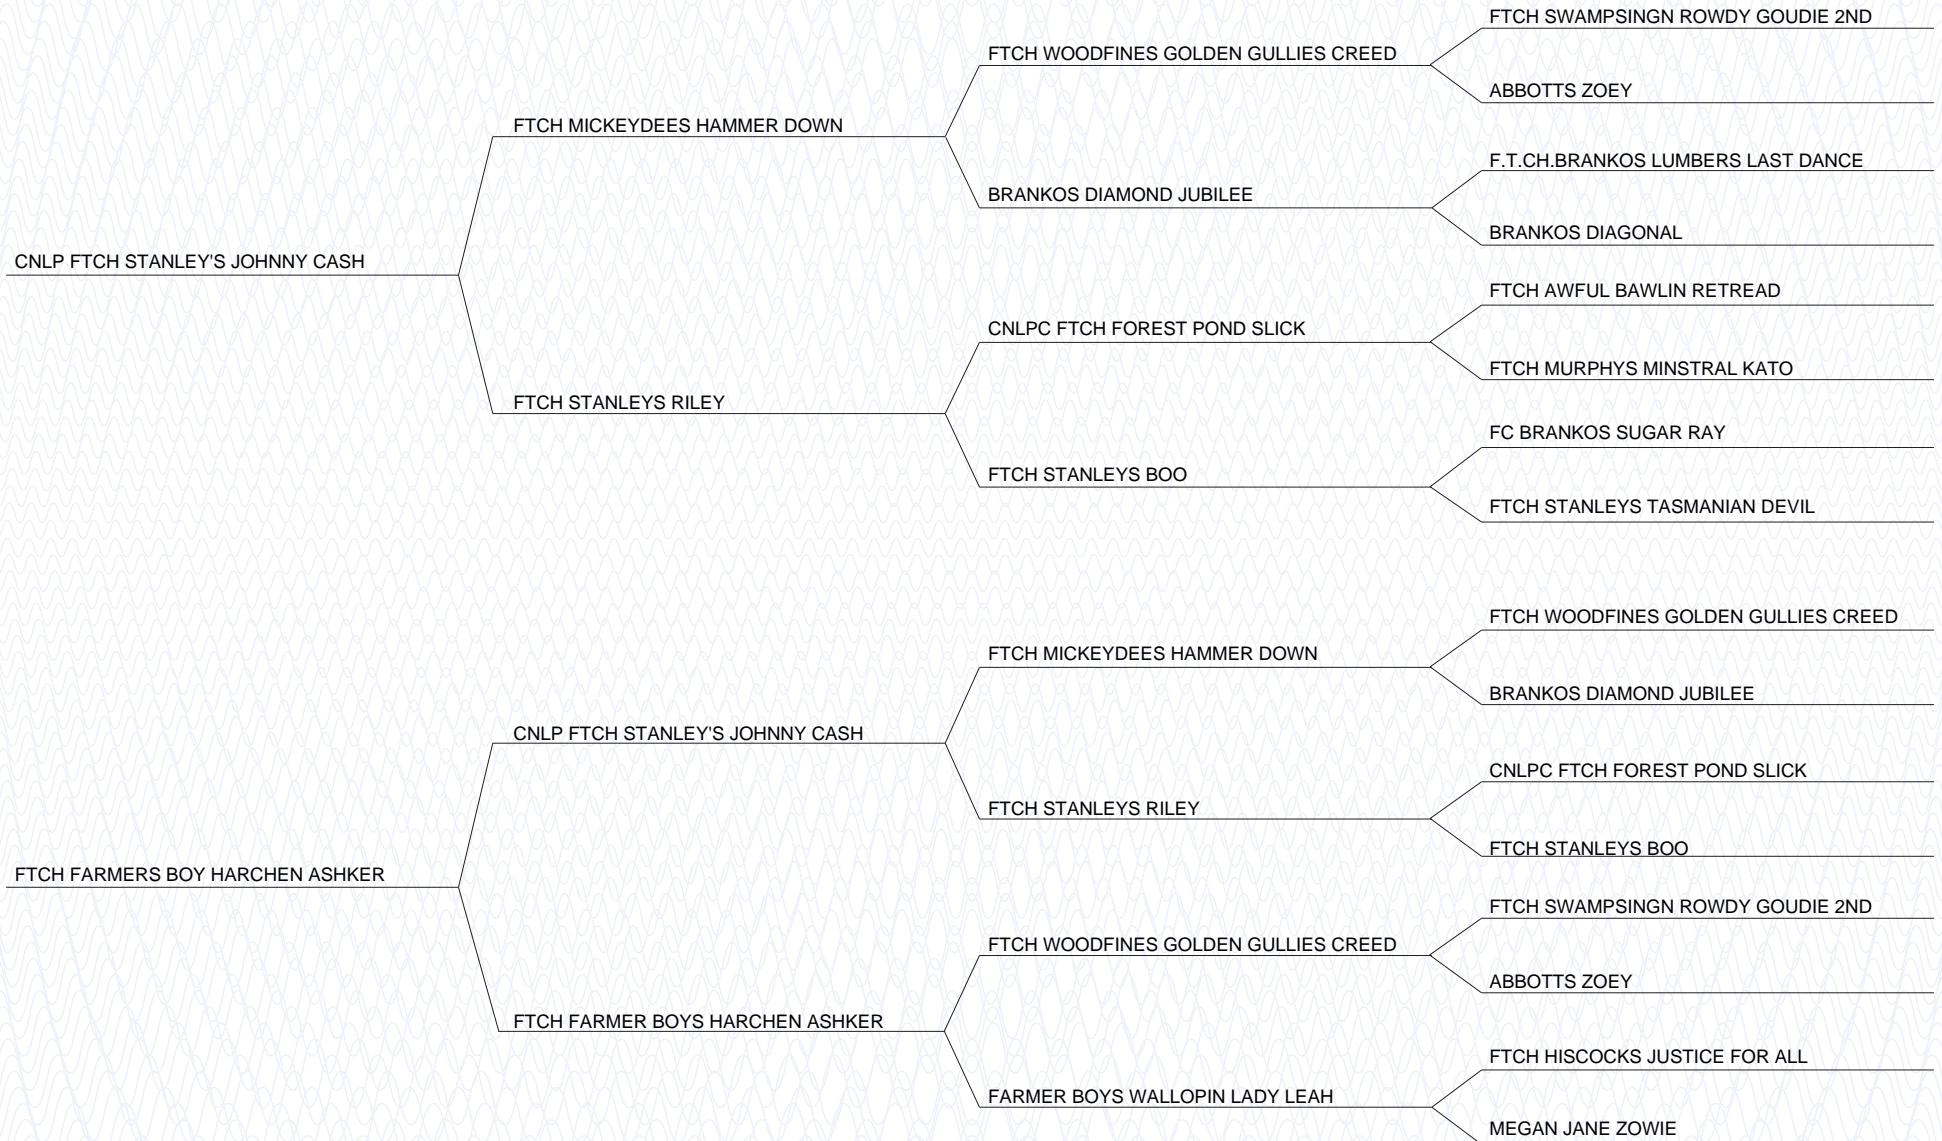 FTCH SWAMPSINGN ROWDY GOUDIE 2ND
FTCH WOODFINES GOLDEN GULLIES CREED
ABBOTTS ZOEY
FTCH MICKEYDEES HAMMER DOWN
F.T.CH.BRANKOS LUMBERS LAST DANCE
BRANKOS DIAMOND JUBILEE
BRANKOS DIAGONAL
CNLP FTCH STANLEY'S JOHNNY CASH
FTCH AWFUL BAWLIN RETREAD
CNLPC FTCH FOREST POND SLICK
FTCH MURPHYS MINSTRAL KATO
FTCH STANLEYS RILEY
FC BRANKOS SUGAR RAY
FTCH STANLEYS BOO
FTCH STANLEYS TASMANIAN DEVIL
FTCH WOODFINES GOLDEN GULLIES CREED
FTCH MICKEYDEES HAMMER DOWN
BRANKOS DIAMOND JUBILEE
CNLP FTCH STANLEY'S JOHNNY CASH
CNLPC FTCH FOREST POND SLICK
FTCH STANLEYS RILEY
FTCH STANLEYS BOO
FTCH FARMERS BOY HARCHEN ASHKER
FTCH SWAMPSINGN ROWDY GOUDIE 2ND
FTCH WOODFINES GOLDEN GULLIES CREED
ABBOTTS ZOEY
FTCH FARMER BOYS HARCHEN ASHKER
FTCH HISCOCKS JUSTICE FOR ALL
FARMER BOYS WALLOPIN LADY LEAH
MEGAN JANE ZOWIE